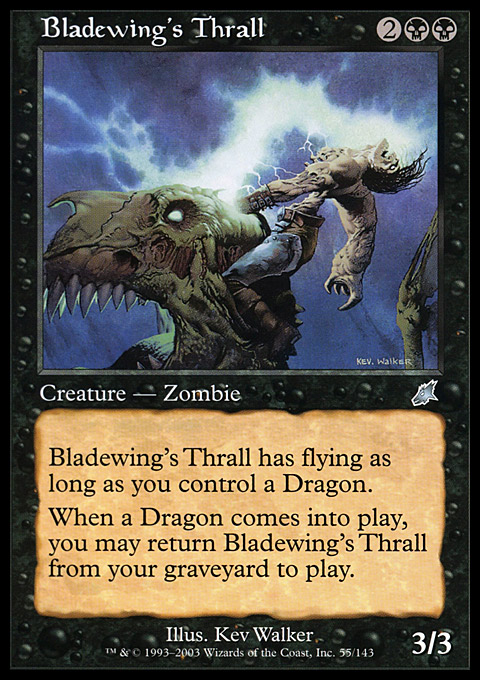 Bladewing's Thrall 2
KEV. WALKER
Creature — Zombie
Bladewing's Thrall has flying as
long as you control a Dragon.
When a Dragon comes into play,
you may return Bladewing's Thrall
from your graveyard to play.
Illus. Kev Walker
3/3
™ & © 1993–2003 Wizards of the Coast, Inc. 55/143